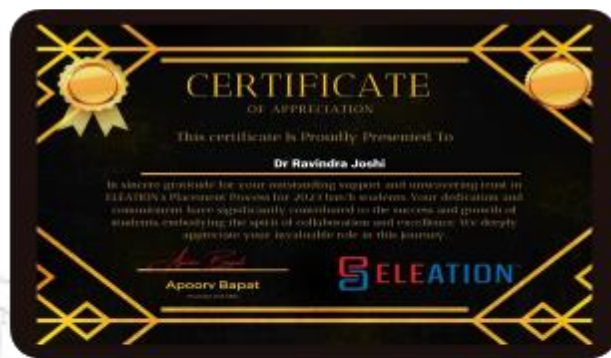 CERTIFICATE
OF APPRECIATION
This certificate Is Proudly Presented To
Dr Ravindra Joshi
In sincere gratitude for your outstanding support and unwavering trust in
ELEATION's Placement Process for 2023 batch students. Your dedication and
commitment have significantly contributed to the success and growth of
students embodying the spirit of collaboration and excellence. We deeply
appreciate your invaluable role in this journey.
Apoorv Bapat
ELEATION